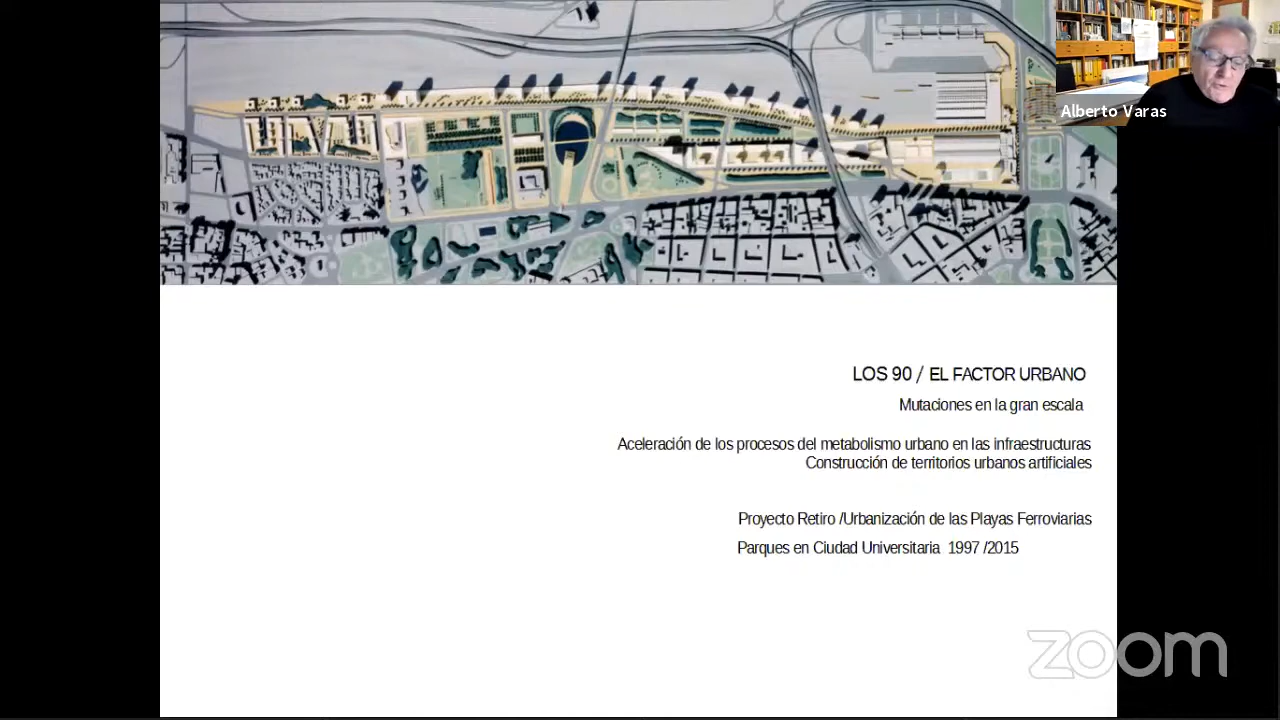 Alberto Varas
LOS 90 / EL FACTOR URBANO
Mutaciones en la gran escala
Aceleración de los procesos del metabolismo urbano en las infraestructuras
Construcción de territorios urbanos artificiales
Proyecto Retiro /Urbanización de las Playas Ferroviarias
Parques en Ciudad Universitaria 1997 /2015
zoom